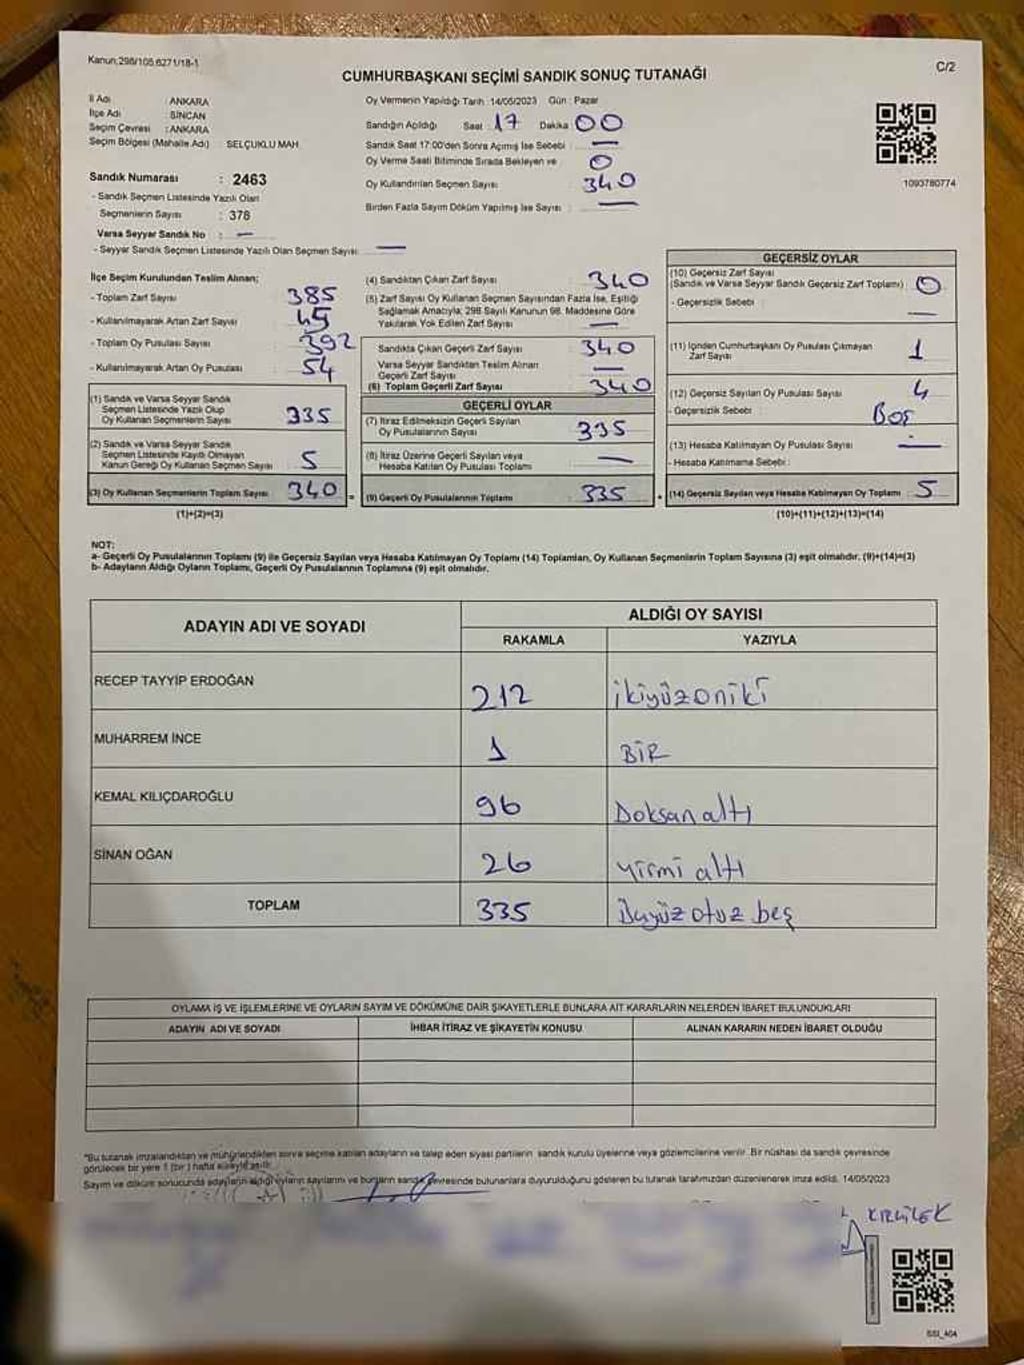 Kanun;298/105,6271/18-1
C/2
CUMHURBAŞKANI SEÇİMİ SANDIK SONUÇ TUTANAĞI
İl Adı : ANKARA
İlçe Adı : SİNCAN
Seçim Çevresi : ANKARA
Seçim Bölgesi (Mahalle Adı) : SELÇUKLU MAH.
Sandık Numarası : 2463
- Sandık Seçmen Listesinde Yazılı Olan
Seçmenlerin Sayısı : 378
Varsa Seyyar Sandık No : —
- Seyyar Sandık Seçmen Listesinde Yazılı Olan Seçmen Sayısı: —
Oy Vermenin Yapıldığı Tarih : 14/05/2023 Gün : Pazar
Sandığın Açıldığı Saat : 17 Dakika : 00
Sandık Saat 17:00'den Sonra Açımış İse Sebebi : —
Oy Verme Saati Bitiminde Sırada Bekleyen ve : 0
Oy Kullandırılan Seçmen Sayısı : 340
Birden Fazla Sayım Döküm Yapılmış İse Sayısı : —
1093780774
İlçe Seçim Kurulundan Teslim Alınan;
- Toplam Zarf Sayısı : 385
- Kullanılmayarak Artan Zarf Sayısı : 45
- Toplam Oy Pusulası Sayısı : 392
- Kullanılmayarak Artan Oy Pusulası : 54
(1) Sandık ve Varsa Seyyar Sandık
Seçmen Listesinde Yazılı Olup
Oy Kullanan Seçmenlerin Sayısı : 335
(2) Sandık ve Varsa Seyyar Sandık
Seçmen Listesinde Kayıtlı Olmayan
Kanun Gereği Oy Kullanan Seçmen Sayısı : 5
(3) Oy Kullanan Seçmenlerin Toplam Sayısı : 340 =
(1)+(2)=(3)
(4) Sandıktan Çıkan Zarf Sayısı : 340
(5) Zarf Sayısı Oy Kullanan Seçmen Sayısından Fazla İse, Eşitliği
Sağlamak Amacıyla; 298 Sayılı Kanunun 98. Maddesine Göre
Yakılarak Yok Edilen Zarf Sayısı : —
Sandıkta Çıkan Geçerli Zarf Sayısı : 340
Varsa Seyyar Sandıktan Teslim Alınan
Geçerli Zarf Sayısı : —
(6) Toplam Geçerli Zarf Sayısı : 340
GEÇERLİ OYLAR
(7) İtiraz Edilmeksizin Geçerli Sayılan
Oy Pusulalarının Sayısı : 335
(8) İtiraz Üzerine Geçerli Sayılan veya
Hesaba Katılan Oy Pusulası Toplamı : —
(9) Geçerli Oy Pusulalarının Toplamı : 335 +
GEÇERSİZ OYLAR
(10) Geçersiz Zarf Sayısı
(Sandık ve Varsa Seyyar Sandık Geçersiz Zarf Toplamı) : 0
- Geçersizlik Sebebi : —
(11) İçinden Cumhurbaşkanı Oy Pusulası Çıkmayan
Zarf Sayısı : 1
(12) Geçersiz Sayılan Oy Pusulası Sayısı : 4
- Geçersizlik Sebebi : Boş
(13) Hesaba Katılmayan Oy Pusulası Sayısı : —
- Hesaba Katılmama Sebebi :
(14) Geçersiz Sayılan veya Hesaba Katılmayan Oy Toplamı : 5
(10)+(11)+(12)+(13)=(14)
NOT:
a- Geçerli Oy Pusulalarının Toplamı (9) ile Geçersiz Sayılan veya Hesaba Katılmayan Oy Toplamı (14) Toplamları, Oy Kullanan Seçmenlerin Toplam Sayısına (3) eşit olmalıdır. (9)+(14)=(3)
b- Adayların Aldığı Oyların Toplamı, Geçerli Oy Pusulalarının Toplamına (9) eşit olmalıdır.
ADAYIN ADI VE SOYADI
ALDIĞI OY SAYISI
RAKAMLA YAZIYLA
RECEP TAYYİP ERDOĞAN 212 ikiyüzoniki
MUHARREM İNCE 1 BİR
KEMAL KILIÇDAROĞLU 96 Doksan altı
SİNAN OĞAN 26 yirmi altı
TOPLAM 335 üçyüz otuz beş
OYLAMA İŞ VE İŞLEMLERİNE VE OYLARIN SAYIM VE DÖKÜMÜNE DAİR ŞİKAYETLERLE BUNLARA AİT KARARLARIN NELERDEN İBARET BULUNDUKLARI
ADAYIN ADI VE SOYADI İHBAR İTİRAZ VE ŞİKAYETİN KONUSU ALINAN KARARIN NEDEN İBARET OLDUĞU
*Bu tutanak imzalandıktan ve mühürlendikten sonra seçime katılan adayların ve talep eden siyasi partilerin sandık kurulu üyelerine veya gözlemcilerine verilir. Bir nüshası da sandık çevresinde
görülecek bir yere 1 (bir) hafta süreyle asılır.
Sayım ve döküm sonucunda adayların aldığı oyların sayılarını ve bunların sandık çevresinde bulunanlara duyurulduğunu gösteren bu tutanak tarafımızdan düzenlenerek imza edildi. 14/05/2023
SSI_404